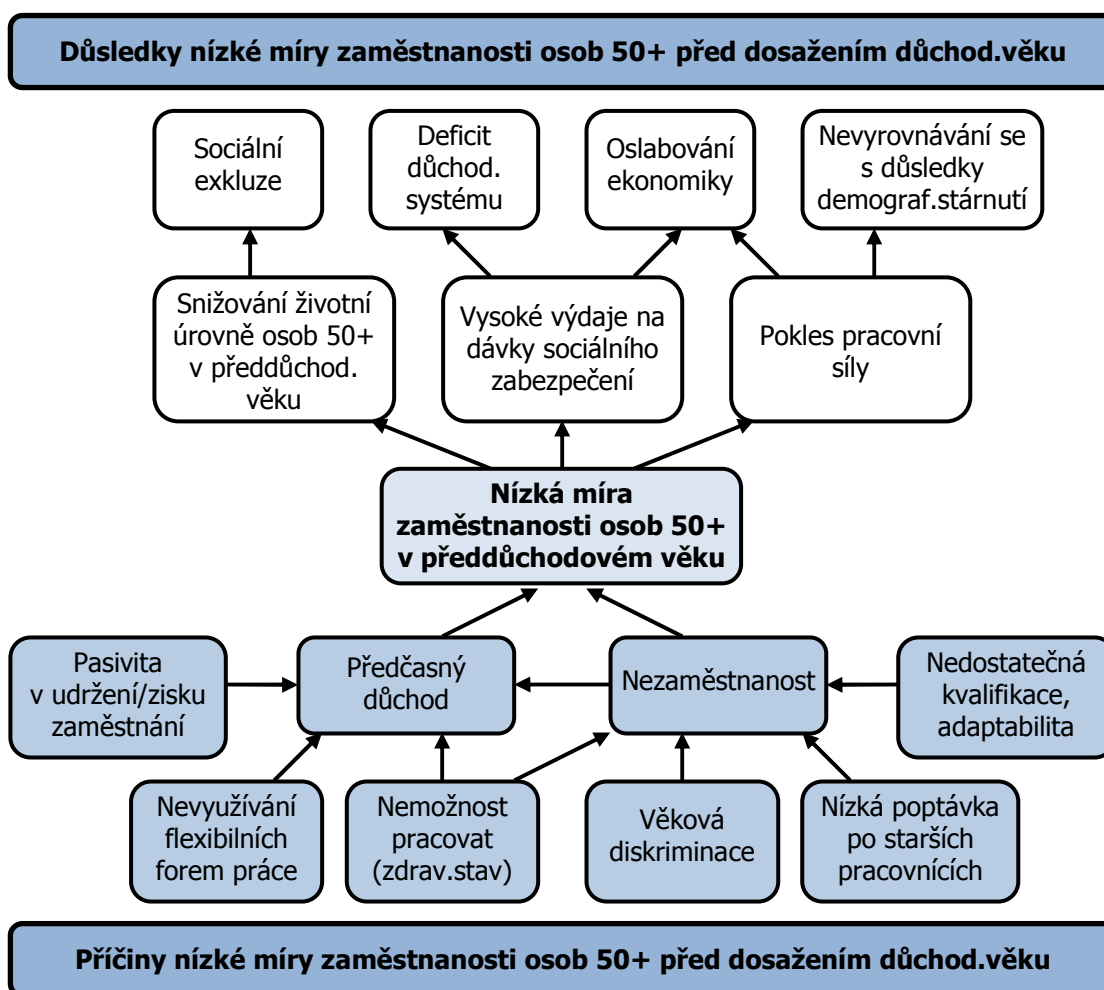 Důsledky nízké míry zaměstnanosti osob 50+ před dosažením důchod.věku
Sociální
exkluze
Deficit
důchod.
systému
Oslabování
ekonomiky
Nevyrovnávání se
s důsledky
demograf.stárnutí
Snižování životní
úrovně osob 50+
v předdůchod.
věku
Vysoké výdaje na
dávky sociálního
zabezpečení
Pokles pracovní
síly
Nízká míra
zaměstnanosti osob 50+
v předdůchodovém věku
Pasivita
v udržení/zisku
zaměstnání
Předčasný
důchod
Nezaměstnanost
Nedostatečná
kvalifikace,
adaptabilita
Nevyužívání
flexibilních
forem práce
Nemožnost
pracovat
(zdrav.stav)
Věková
diskriminace
Nízká poptávka
po starších
pracovnících
Příčiny nízké míry zaměstnanosti osob 50+ před dosažením důchod.věku